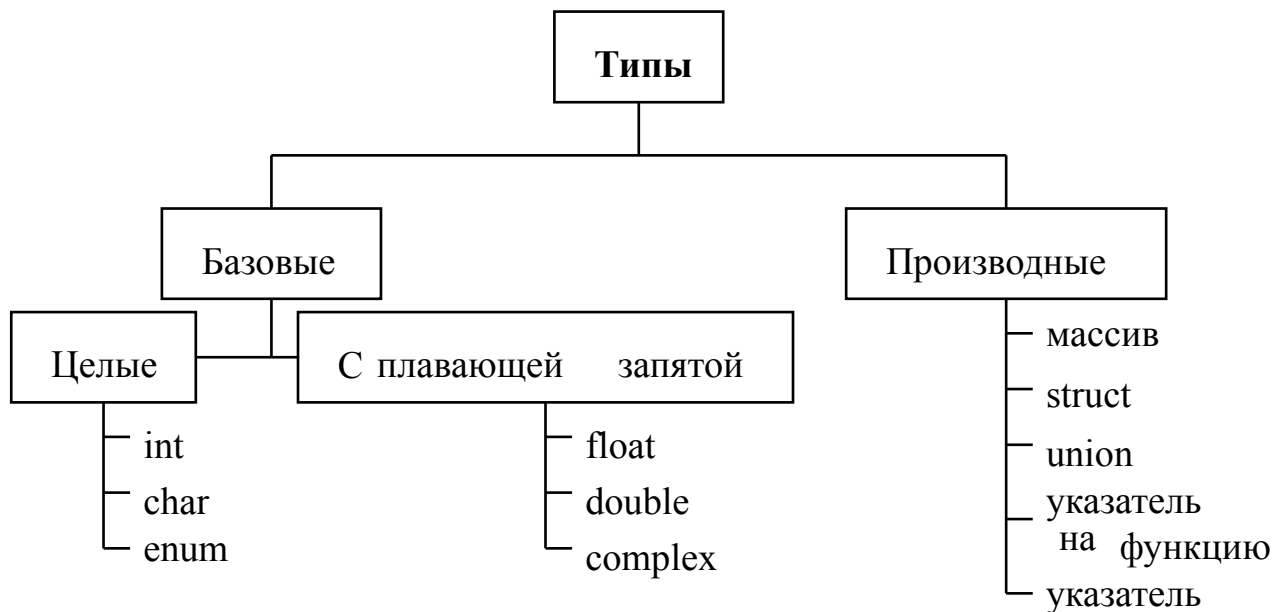 Типы
Базовые
Производные
Целые
С плавающей запятой
int
char
enum
float
double
complex
массив
struct
union
указатель
на функцию
указатель